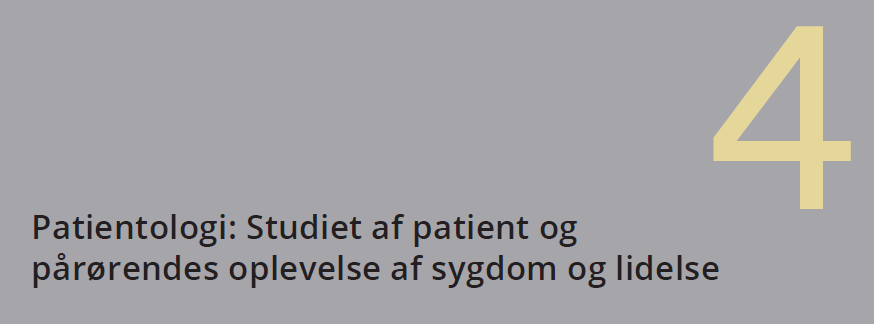 4
Patientologi: Studiet af patient og
pårørendes oplevelse af sygdom og lidelse